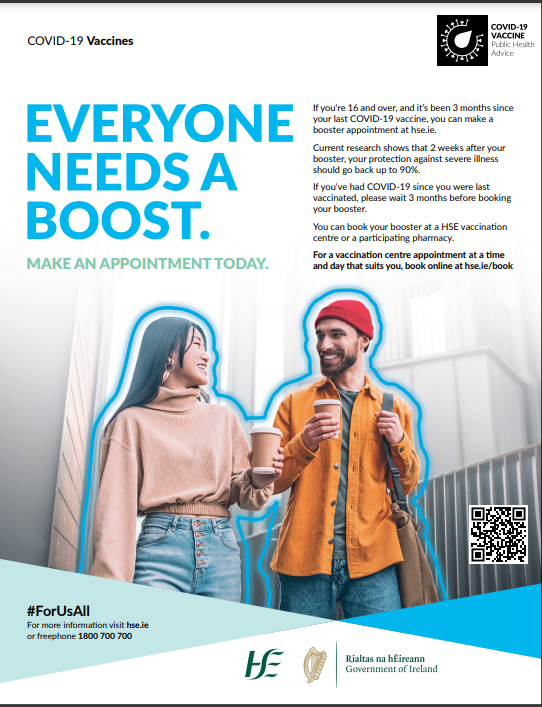 COVID-19 Vaccines
COVID-19
VACCINE
Public Health
Advice
EVERYONE
NEEDS A
BOOST.
MAKE AN APPOINTMENT TODAY.
If you're 16 and over, and it's been 3 months since
your last COVID-19 vaccine, you can make a
booster appointment at hse.ie.
Current research shows that 2 weeks after your
booster, your protection against severe illness
should go back up to 90%.
If you've had COVID-19 since you were last
vaccinated, please wait 3 months before booking
your booster.
You can book your booster at a HSE vaccination
centre or a participating pharmacy.
For a vaccination centre appointment at a time
and day that suits you, book online at hse.ie/book
#ForUsAll
For more information visit hse.ie
or freephone 1800 700 700
HE
Rialtas na hÉireann
Government of Ireland